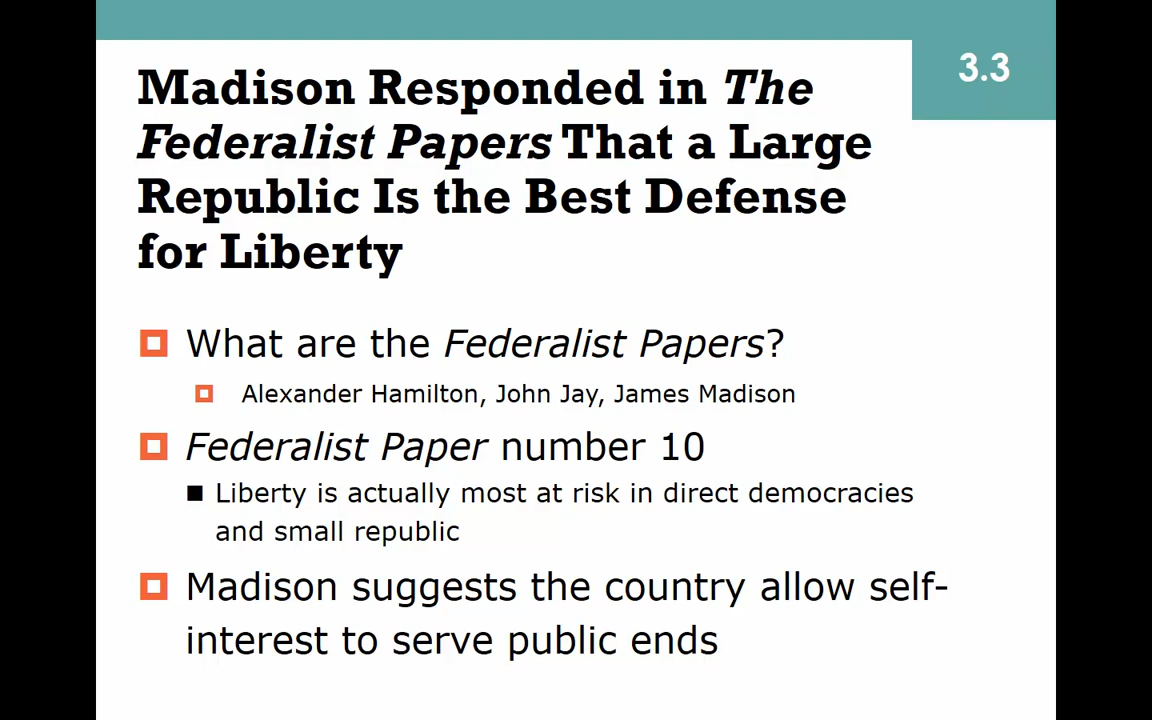 3.3
Madison Responded in The
Federalist Papers That a Large
Republic Is the Best Defense
for Liberty
What are the Federalist Papers?
Alexander Hamilton, John Jay, James Madison
Federalist Paper number 10
Liberty is actually most at risk in direct democracies
and small republic
Madison suggests the country allow self-
interest to serve public ends